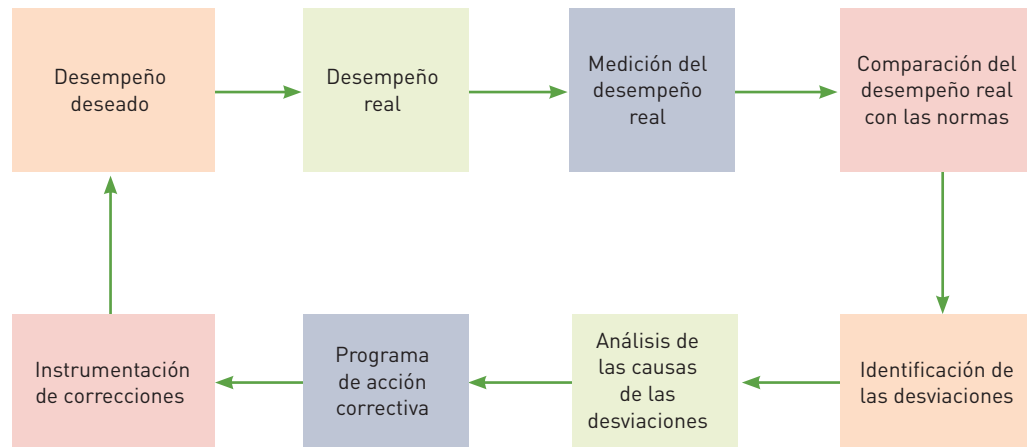 Desempeño
deseado
Desempeño
real
Medición del
desempeño
real
Comparación del
desempeño real
con las normas
Instrumentación
de correcciones
Programa
de acción
correctiva
Análisis de
las causas
de las
desviaciones
Identificación de
las desviaciones